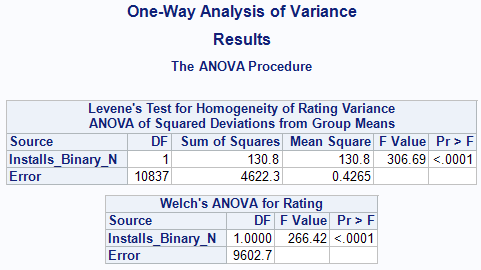 One-Way Analysis of Variance
Results
The ANOVA Procedure
Levene's Test for Homogeneity of Rating Variance
ANOVA of Squared Deviations from Group Means
Source DF Sum of Squares Mean Square F Value Pr > F
Installs_Binary_N 1 130.8 130.8 306.69 <.0001
Error 10837 4622.3 0.4265
Welch's ANOVA for Rating
Source DF F Value Pr > F
Installs_Binary_N 1.0000 266.42 <.0001
Error 9602.7